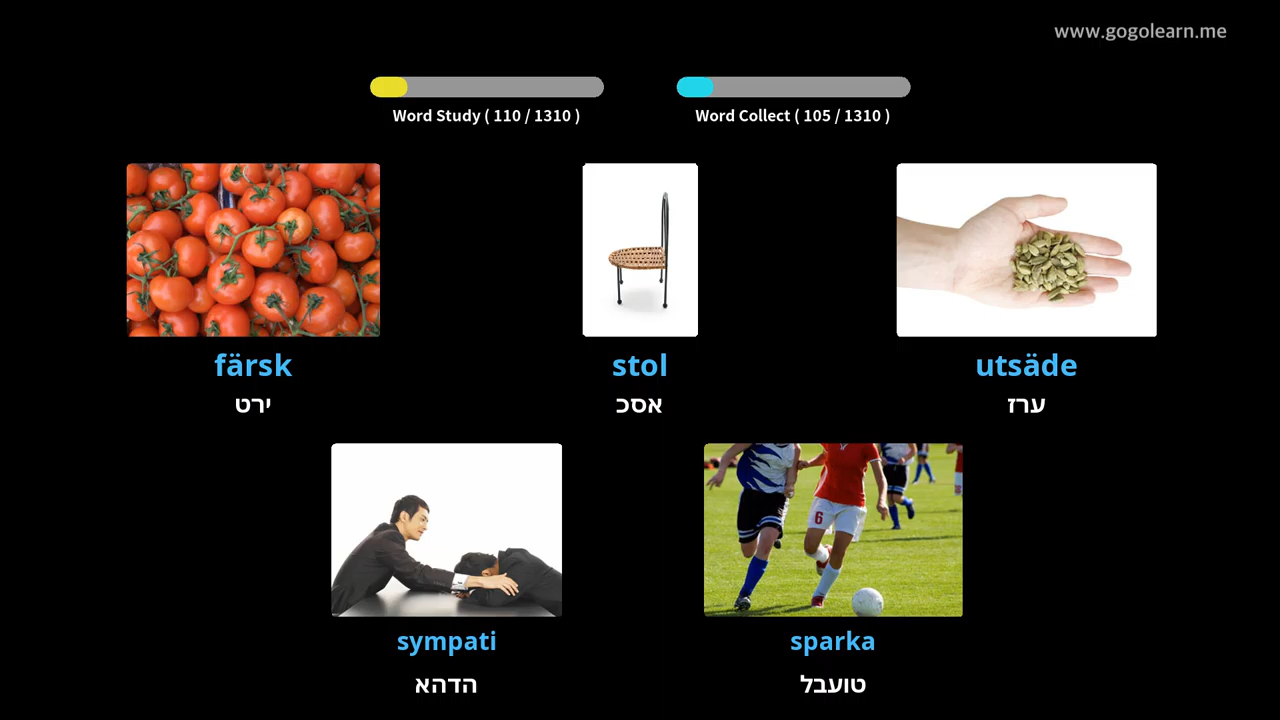 www.gogolearn.me
Word Study ( 110 / 1310 )
Word Collect ( 105 / 1310 )
färsk
ירט
stol
אסכ
utsäde
ערז
sympati
הדהא
sparka
טועבל